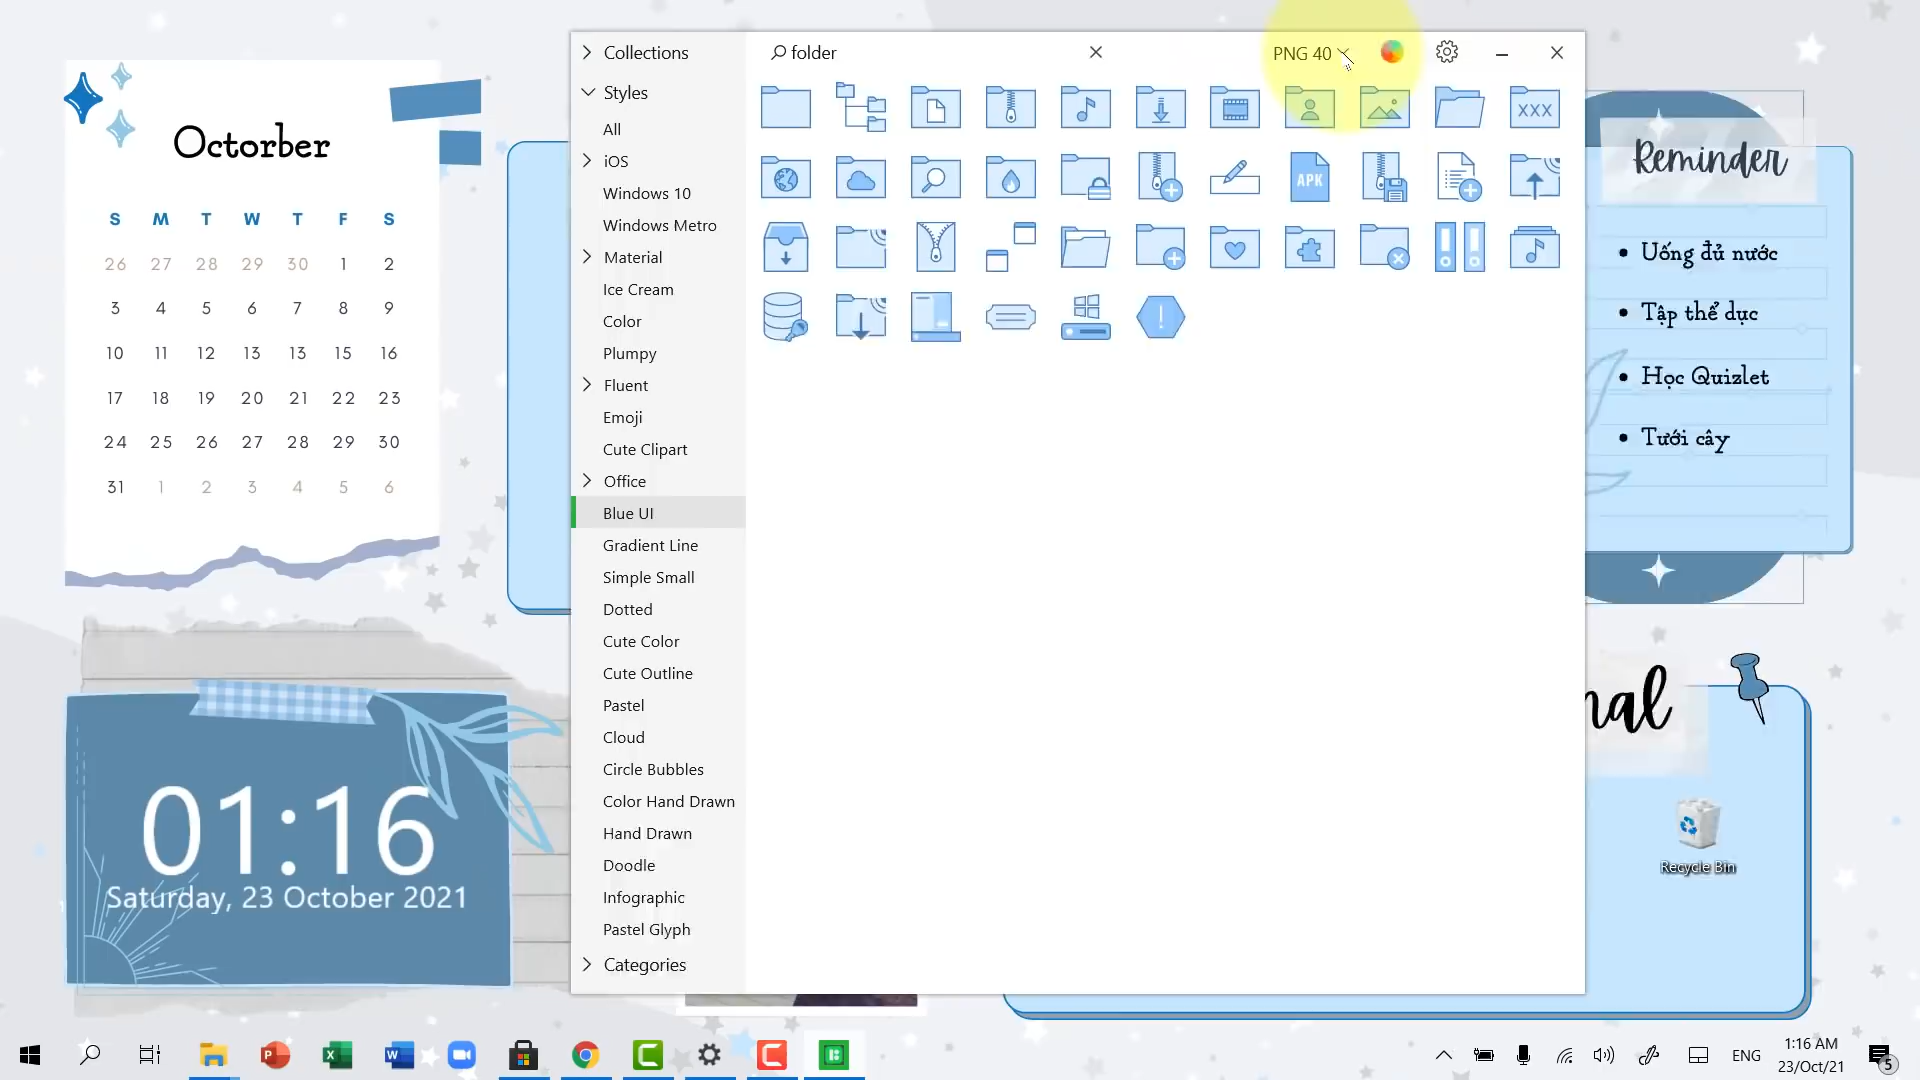 Octorber
S M T W T F S
26 27 28 29 30 1 2
3 4 5 6 7 8 9
10 11 12 13 13 15 16
17 18 19 20 21 22 23
24 25 26 27 28 29 30
31 1 2 3 4 5 6
01:16
Saturday, 23 October 2021
Collections
Styles
All
iOS
Windows 10
Windows Metro
Material
Ice Cream
Color
Plumpy
Fluent
Emoji
Cute Clipart
Office
Blue UI
Gradient Line
Simple Small
Dotted
Cute Color
Cute Outline
Pastel
Cloud
Circle Bubbles
Color Hand Drawn
Hand Drawn
Doodle
Infographic
Pastel Glyph
Categories
folder
PNG 40
XXX
APK
Reminder
• Uống đủ nước
• Tập thể dục
• Học Quizlet
• Tưới cây
nal
Recycle Bin
ENG
1:16 AM
23/Oct/21
5